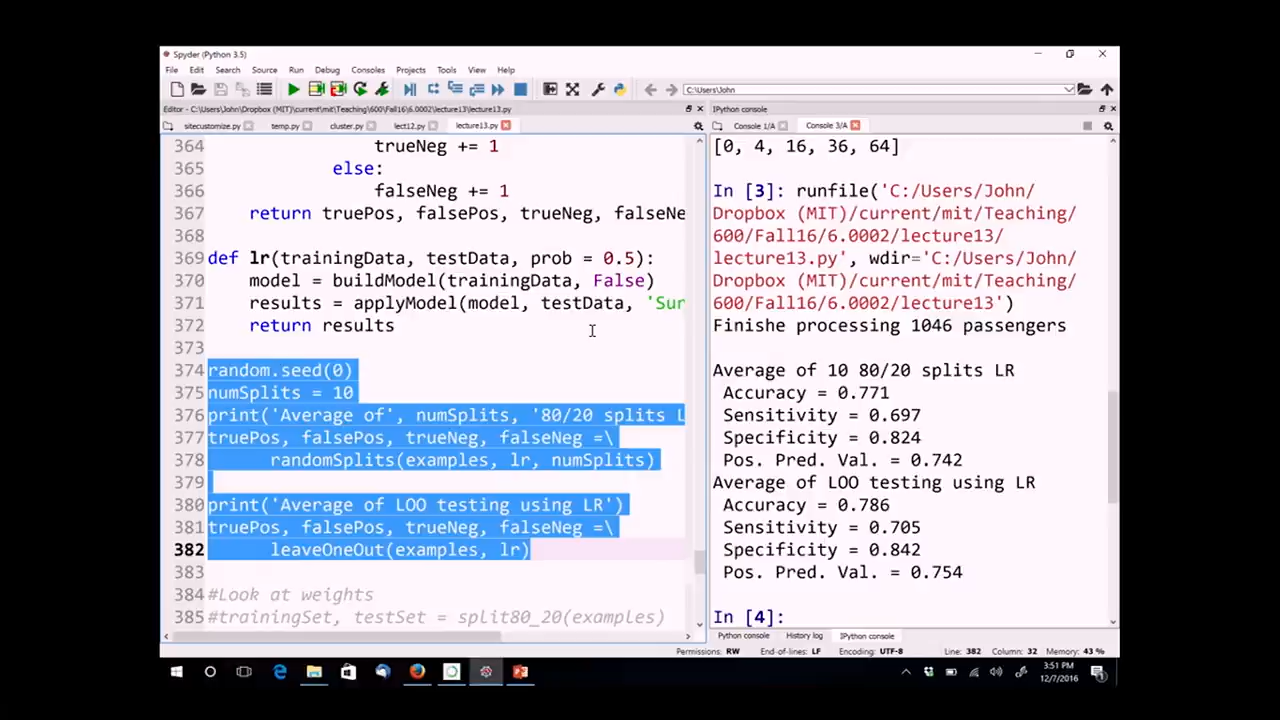 Spyder (Python 3.5)
File Edit Search Source Run Debug Consoles Projects Tools View Help
C:\Users\John
Editor - C:\Users\John\Dropbox (MIT)\current\mit\Teaching\600\Fall16\6.0002\lecture13\lecture13.py
sitecustomize.py temp.py cluster.py lect12.py lecture13.py
364 trueNeg += 1
365 else:
366 falseNeg += 1
367 return truePos, falsePos, trueNeg, falseNe
368
369 def lr(trainingData, testData, prob = 0.5):
370 model = buildModel(trainingData, False)
371 results = applyModel(model, testData, 'Sur
372 return results
373
374 random.seed(0)
375 numSplits = 10
376 print('Average of', numSplits, '80/20 splits L
377 truePos, falsePos, trueNeg, falseNeg =\
378 randomSplits(examples, lr, numSplits)
379
380 print('Average of LOO testing using LR')
381 truePos, falsePos, trueNeg, falseNeg =\
382 leaveOneOut(examples, lr)
383
384 #Look at weights
385 #trainingSet, testSet = split80_20(examples)
IPython console
Console 1/A Console 3/A
[0, 4, 16, 36, 64]
In [3]: runfile('C:/Users/John/
Dropbox (MIT)/current/mit/Teaching/
600/Fall16/6.0002/lecture13/
lecture13.py', wdir='C:/Users/John/
Dropbox (MIT)/current/mit/Teaching/
600/Fall16/6.0002/lecture13')
Finishe processing 1046 passengers
Average of 10 80/20 splits LR
Accuracy = 0.771
Sensitivity = 0.697
Specificity = 0.824
Pos. Pred. Val. = 0.742
Average of LOO testing using LR
Accuracy = 0.786
Sensitivity = 0.705
Specificity = 0.842
Pos. Pred. Val. = 0.754
In [4]:
Python console History log IPython console
Permissions: RW End-of-lines: LF Encoding: UTF-8 Line: 382 Column: 32 Memory: 43 %
3:51 PM
12/7/2016